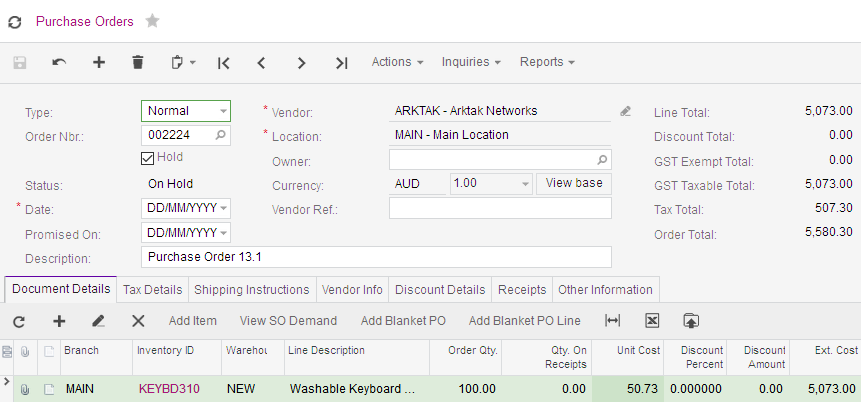 Purchase Orders
Actions Inquiries Reports
Type: Normal * Vendor: ARKTAK - Arktak Networks Line Total: 5,073.00
Order Nbr.: 002224 * Location: MAIN - Main Location Discount Total: 0.00
Hold Owner: GST Exempt Total: 0.00
Status: On Hold Currency: AUD 1.00 View base GST Taxable Total: 5,073.00
* Date: DD/MM/YYYY Vendor Ref.: Tax Total: 507.30
Promised On: DD/MM/YYYY Order Total: 5,580.30
Description: Purchase Order 13.1
Document Details Tax Details Shipping Instructions Vendor Info Discount Details Receipts Other Information
Add Item View SO Demand Add Blanket PO Add Blanket PO Line
Branch Inventory ID Warehou Line Description Order Qty. Qty. On Receipts Unit Cost Discount Percent Discount Amount Ext. Cost
MAIN KEYBD310 NEW Washable Keyboard ... 100.00 0.00 50.73 0.000000 0.00 5,073.00